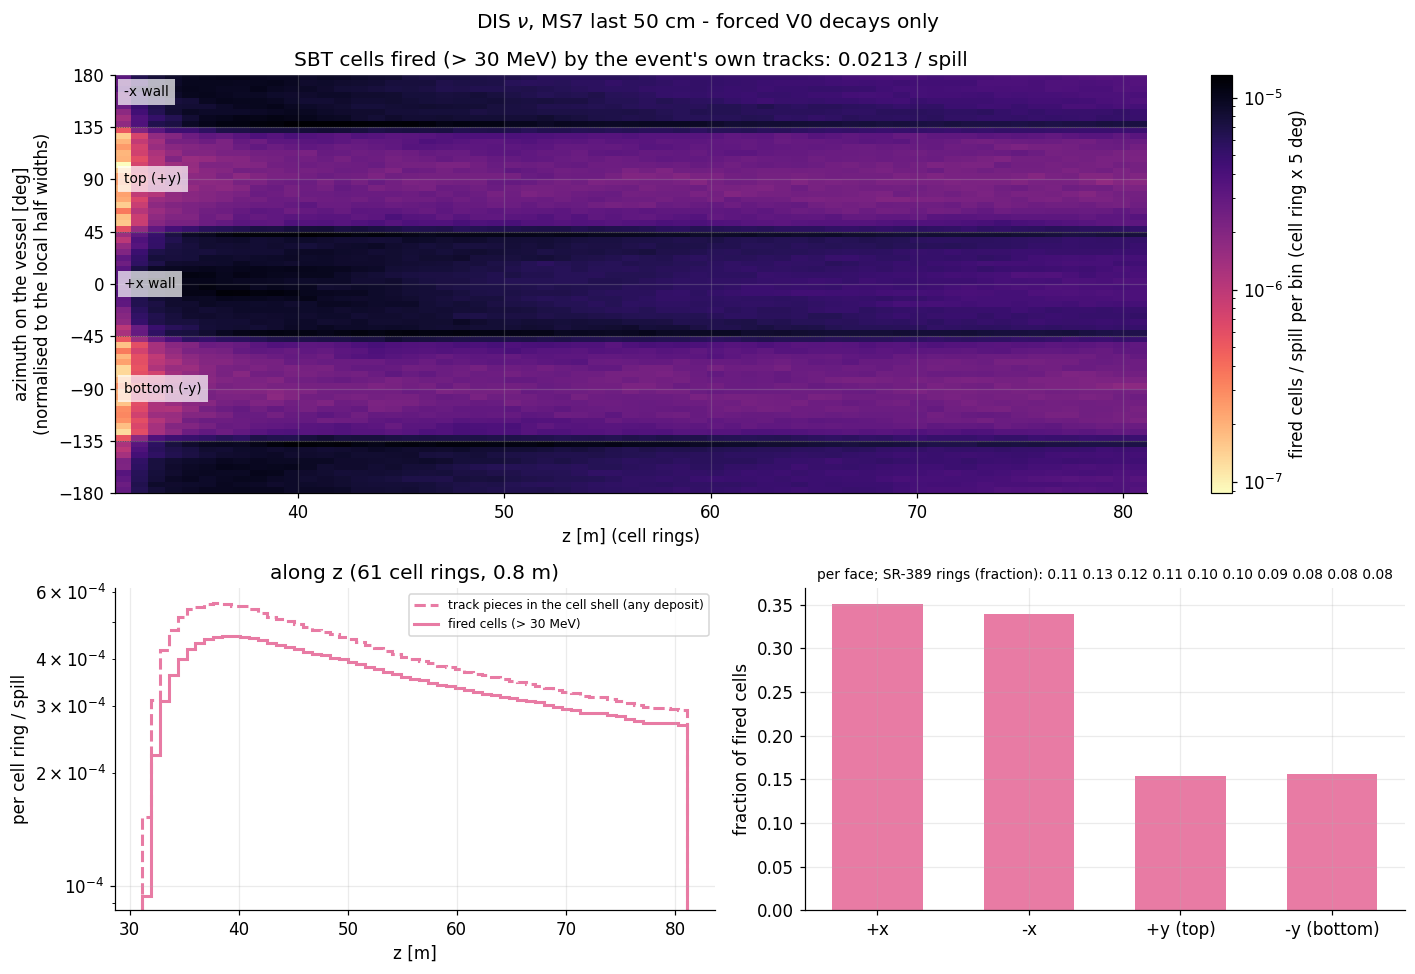 DIS ν, MS7 last 50 cm - forced V0 decays only
SBT cells fired (> 30 MeV) by the event's own tracks: 0.0213 / spill
azimuth on the vessel [deg]
(normalised to the local half widths)
180
135
90
45
0
−45
−90
−135
−180
-x wall
top (+y)
+x wall
bottom (-y)
40
50
60
70
80
z [m] (cell rings)
10⁻⁵
10⁻⁶
10⁻⁷
fired cells / spill per bin (cell ring x 5 deg)
along z (61 cell rings, 0.8 m)
per cell ring / spill
6 × 10⁻⁴
4 × 10⁻⁴
3 × 10⁻⁴
2 × 10⁻⁴
10⁻⁴
track pieces in the cell shell (any deposit)
fired cells (> 30 MeV)
30
40
50
60
70
80
z [m]
per face; SR-389 rings (fraction): 0.11 0.13 0.12 0.11 0.10 0.10 0.09 0.08 0.08 0.08
fraction of fired cells
0.35
0.30
0.25
0.20
0.15
0.10
0.05
0.00
+x
-x
+y (top)
-y (bottom)